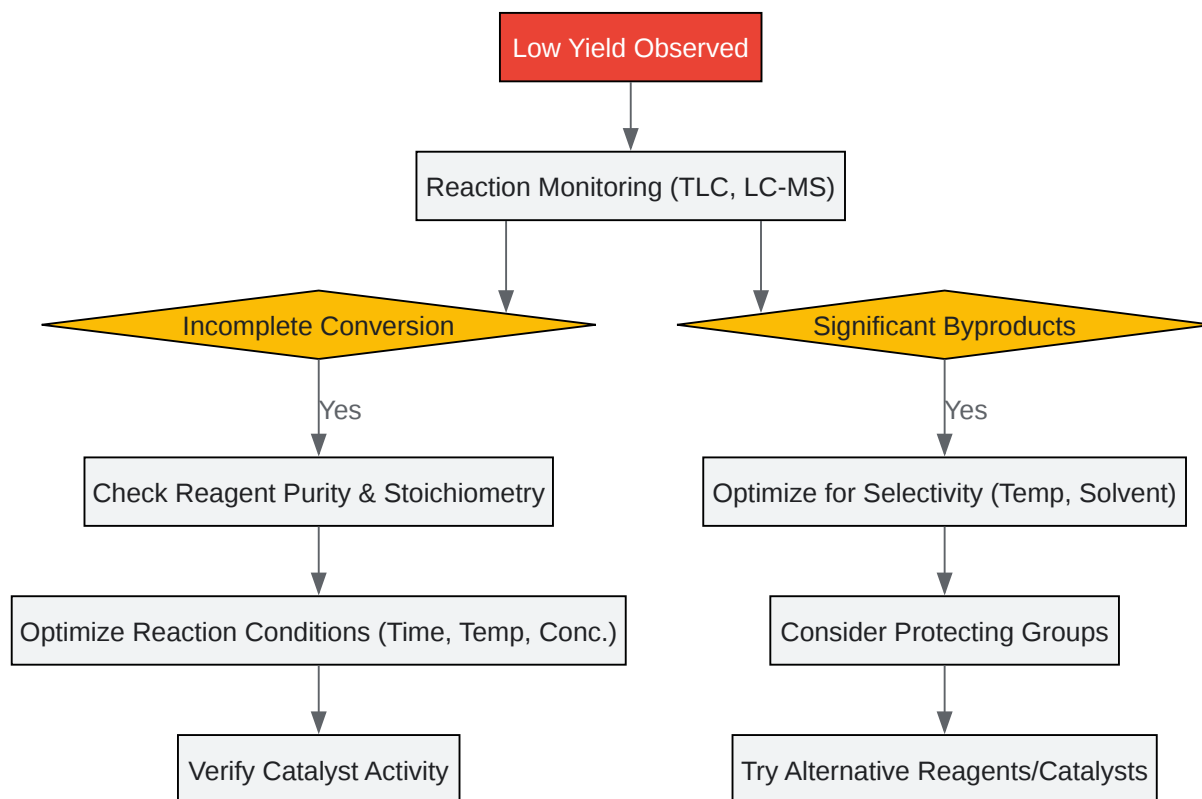 Low Yield Observed
Reaction Monitoring (TLC, LC-MS)
Incomplete Conversion
Significant Byproducts
Yes
Yes
Check Reagent Purity & Stoichiometry
Optimize for Selectivity (Temp, Solvent)
Optimize Reaction Conditions (Time, Temp, Conc.)
Consider Protecting Groups
Verify Catalyst Activity
Try Alternative Reagents/Catalysts